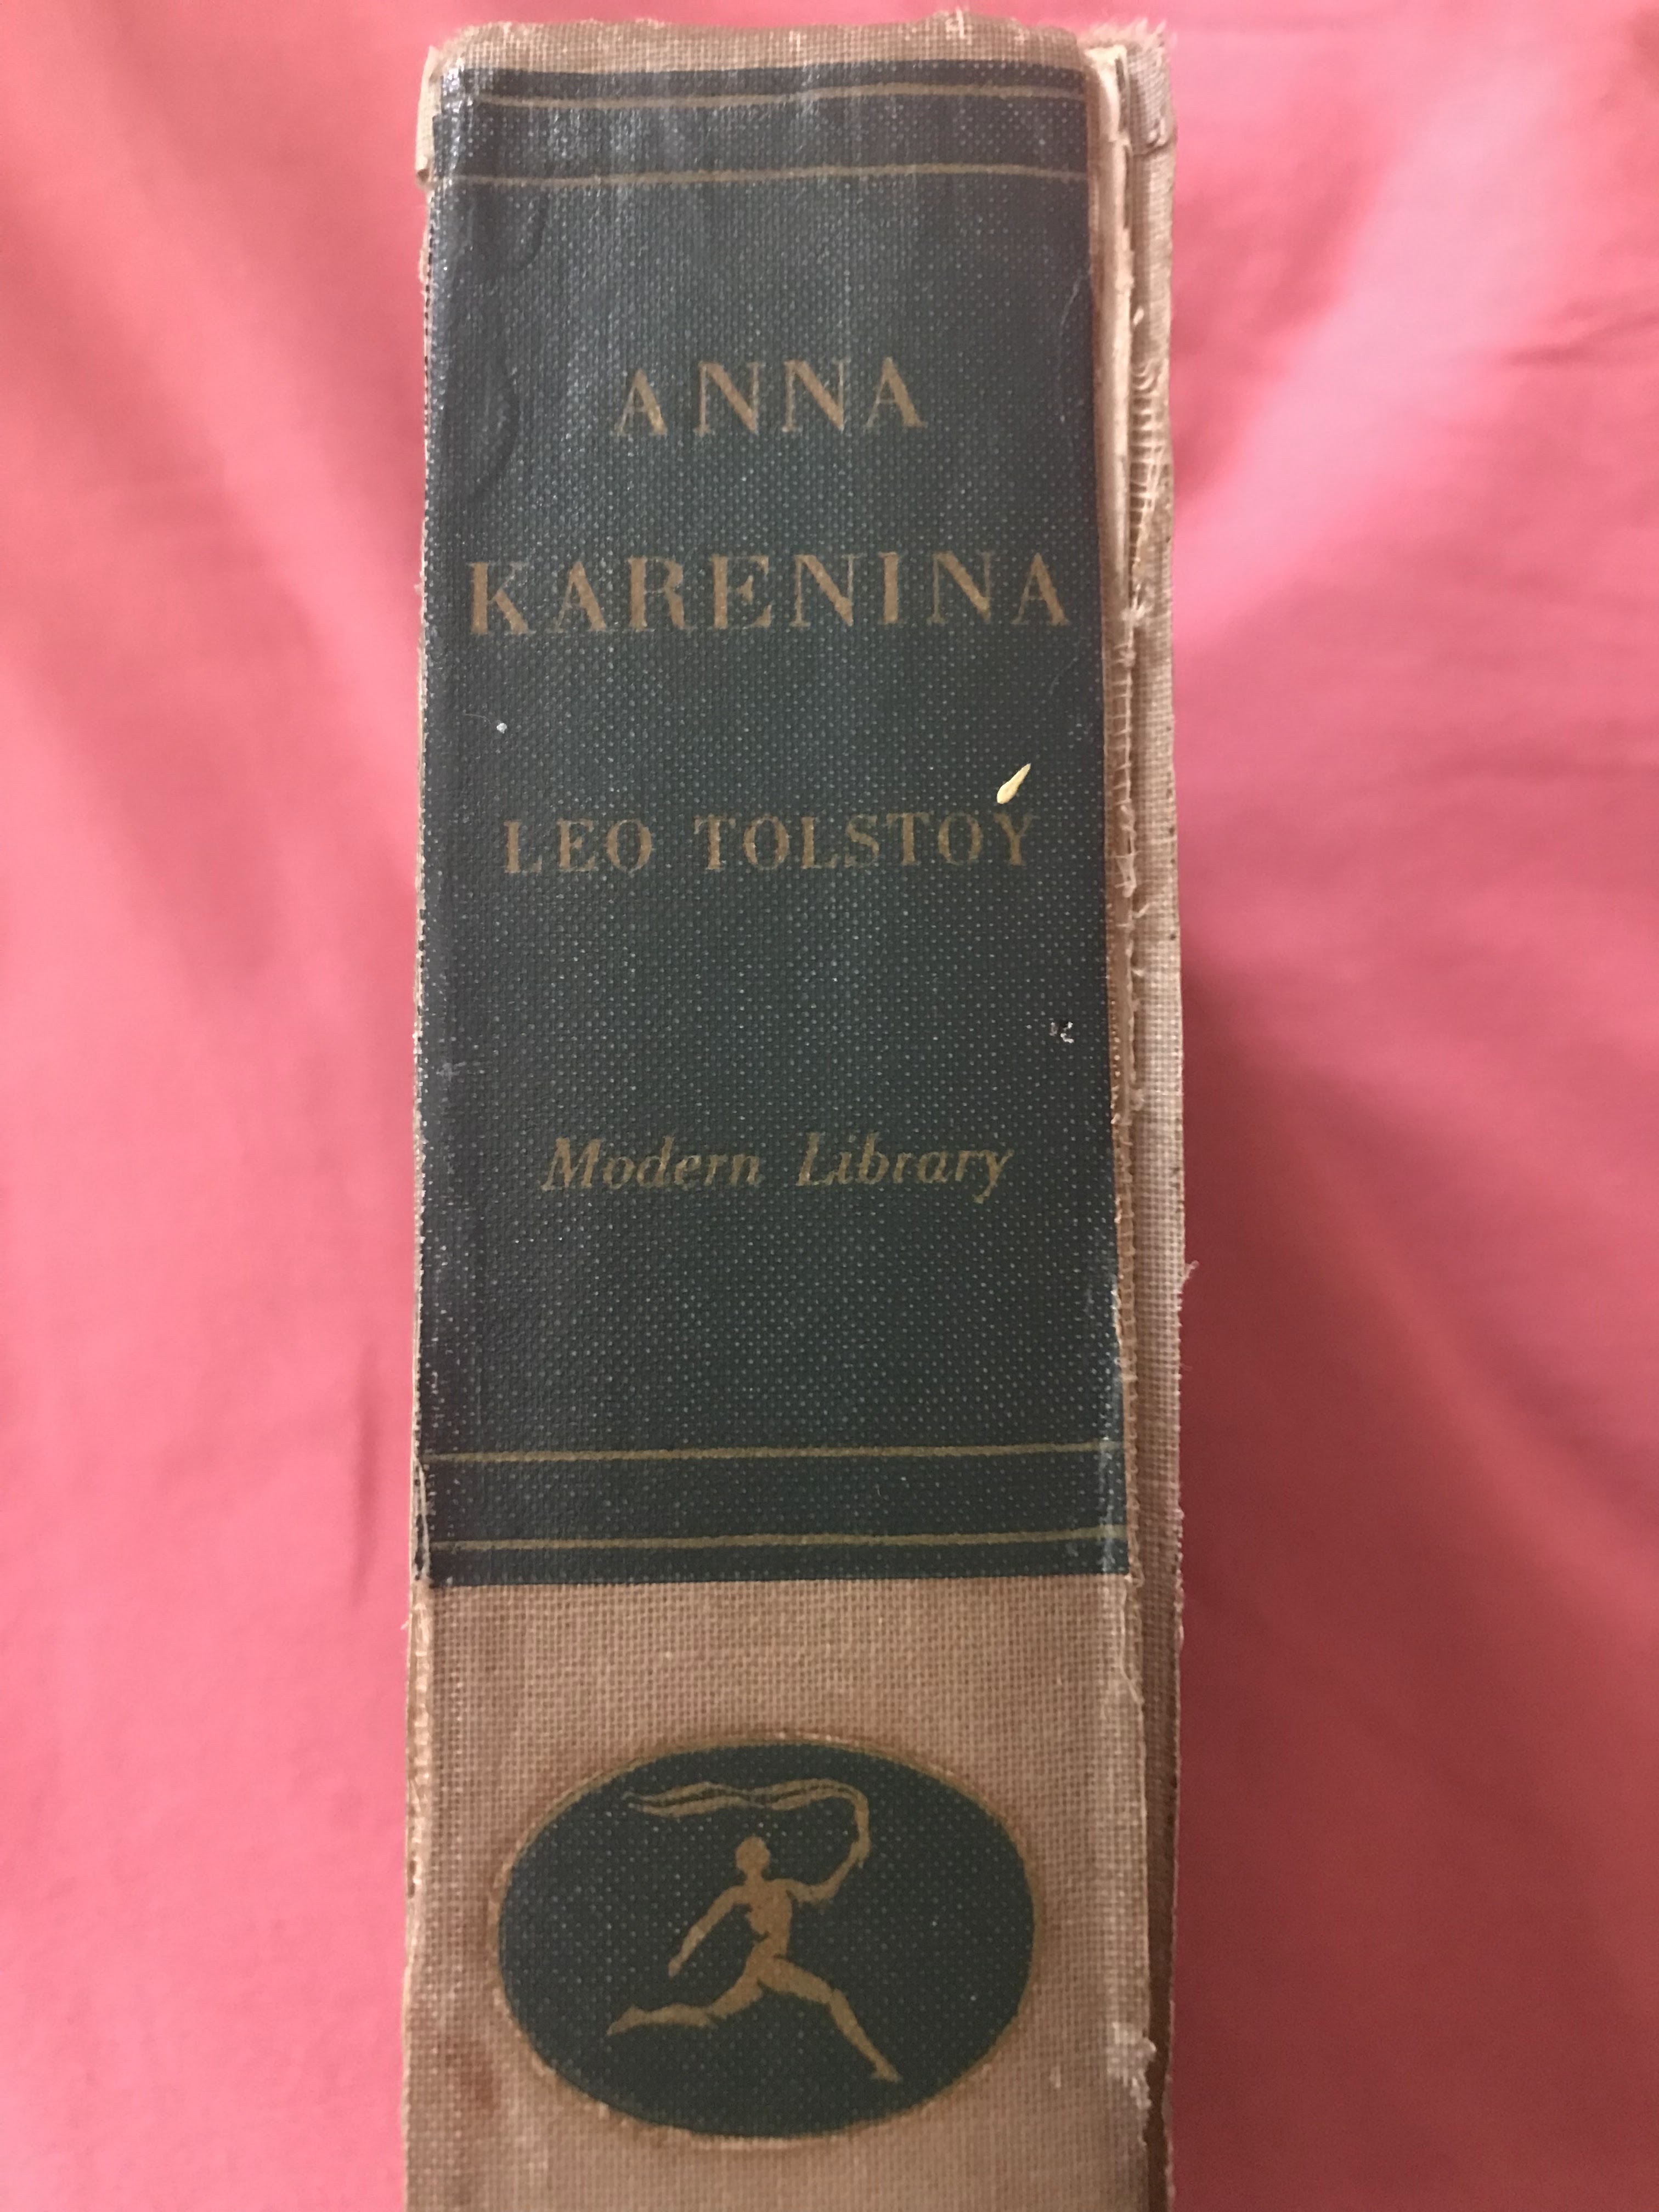 ANNA
KARENINA
LEO TOLSTOY
Modern Library